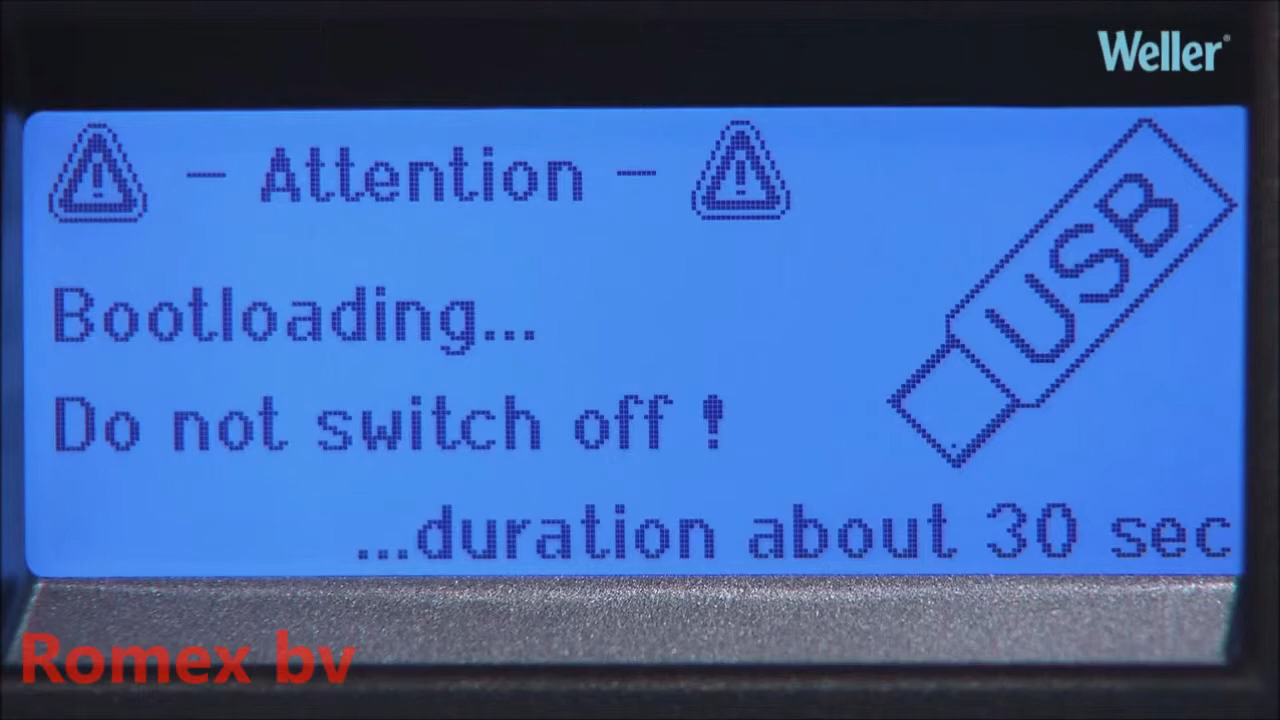 Weller®
- Attention -
USB
Bootloading...
Do not switch off !
...duration about 30 sec
Romex bv